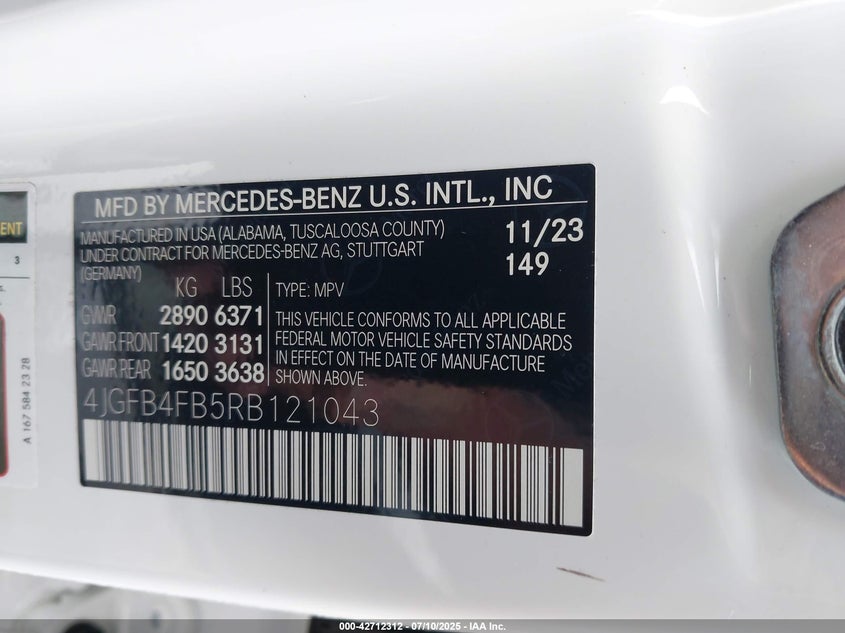 MFD BY MERCEDES-BENZ U.S. INTL., INC
MANUFACTURED IN USA (ALABAMA, TUSCALOOSA COUNTY)
UNDER CONTRACT FOR MERCEDES-BENZ AG, STUTTGART
(GERMANY)
11/23
149
KG LBS
GVWR 2890 6371
GAWR FRONT 1420 3131
GAWR REAR 1650 3638
TYPE: MPV
THIS VEHICLE CONFORMS TO ALL APPLICABLE
FEDERAL MOTOR VEHICLE SAFETY STANDARDS
IN EFFECT ON THE DATE OF MANUFACTURE
SHOWN ABOVE.
4JGFB4FB5RB121043
3
A 167 584 23 28
000-42712312 - 07/10/2025 - IAA Inc.